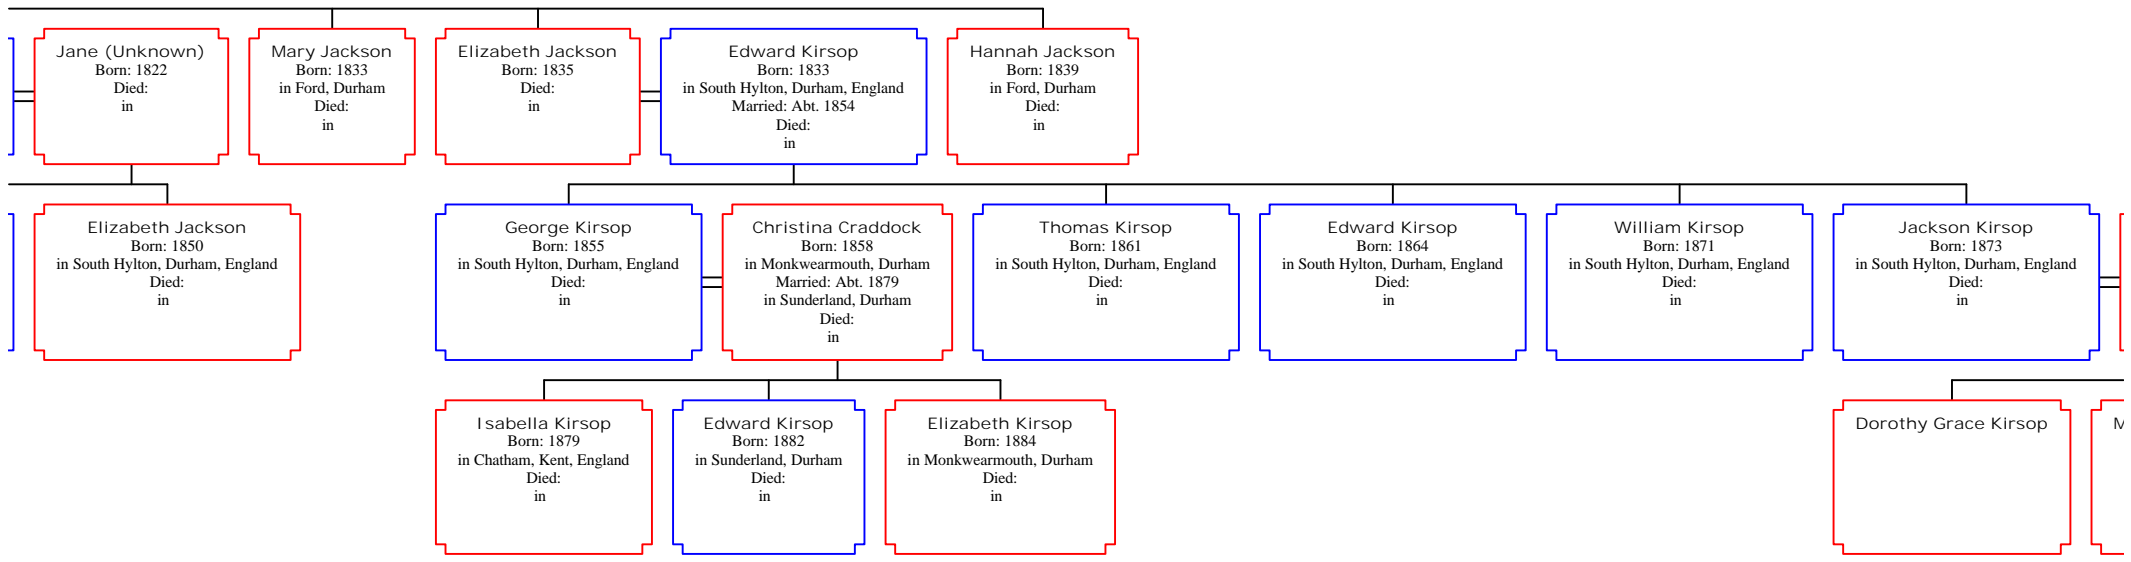 Jane (Unknown)
Born: 1822
Died:
in
Mary Jackson
Born: 1833
in Ford, Durham
Died:
in
Elizabeth Jackson
Born: 1835
Died:
in
Edward Kirsop
Born: 1833
in South Hylton, Durham, England
Married: Abt. 1854
Died:
in
Hannah Jackson
Born: 1839
in Ford, Durham
Died:
in
Elizabeth Jackson
Born: 1850
in South Hylton, Durham, England
Died:
in
George Kirsop
Born: 1855
in South Hylton, Durham, England
Died:
in
Christina Craddock
Born: 1858
in Monkwearmouth, Durham
Married: Abt. 1879
in Sunderland, Durham
Died:
in
Thomas Kirsop
Born: 1861
in South Hylton, Durham, England
Died:
in
Edward Kirsop
Born: 1864
in South Hylton, Durham, England
Died:
in
William Kirsop
Born: 1871
in South Hylton, Durham, England
Died:
in
Jackson Kirsop
Born: 1873
in South Hylton, Durham, England
Died:
in
Isabella Kirsop
Born: 1879
in Chatham, Kent, England
Died:
in
Edward Kirsop
Born: 1882
in Sunderland, Durham
Died:
in
Elizabeth Kirsop
Born: 1884
in Monkwearmouth, Durham
Died:
in
Dorothy Grace Kirsop